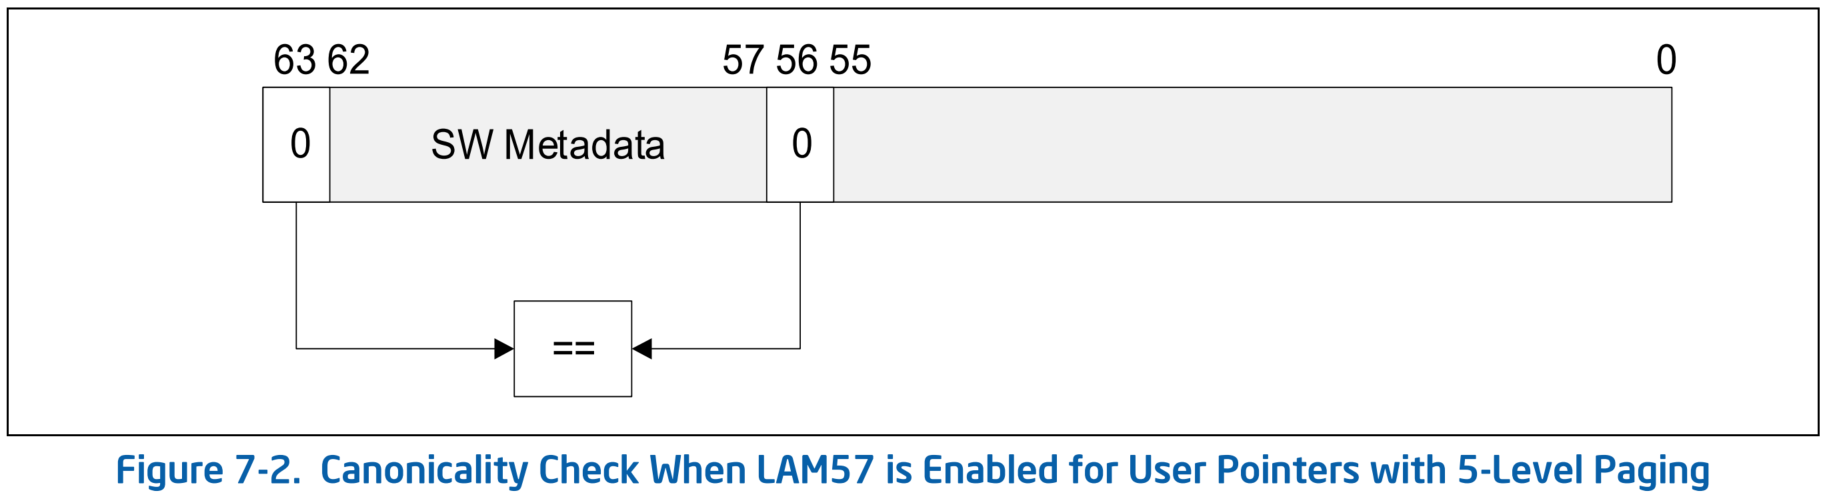 63 62 57 56 55 0
0 SW Metadata 0
==
Figure 7-2. Canonicality Check When LAM57 is Enabled for User Pointers with 5-Level Paging